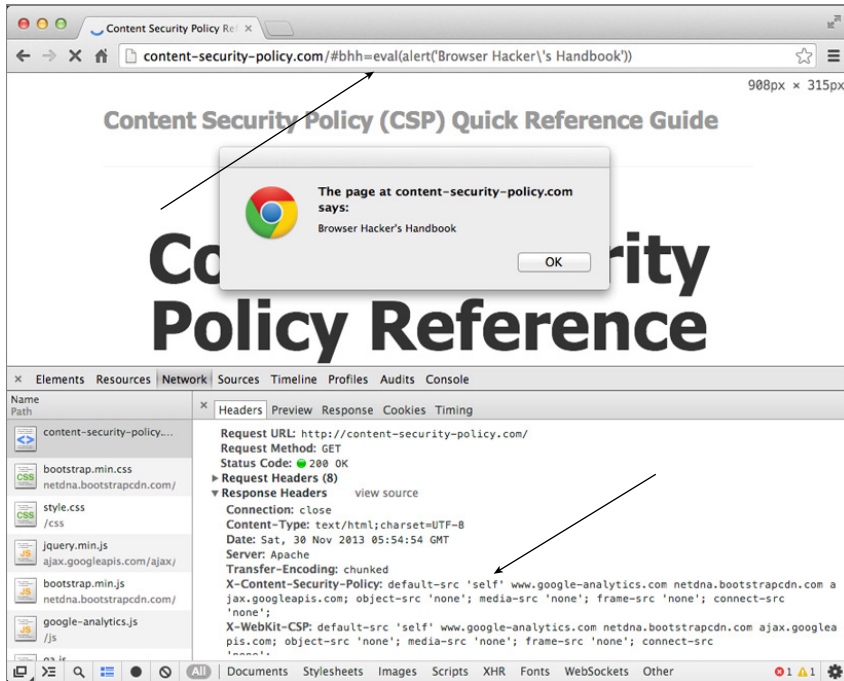 Content Security Policy Ref ×
content-security-policy.com/#bhh=eval(alert('Browser Hacker\'s Handbook'))
908px × 315px
Content Security Policy (CSP) Quick Reference Guide
The page at content-security-policy.com
says:
Browser Hacker's Handbook
OK
Co rity
Policy Reference
× Elements Resources Network Sources Timeline Profiles Audits Console
Name
Path
× Headers Preview Response Cookies Timing
content-security-policy....
bootstrap.min.css
netdna.bootstrapcdn.com/
style.css
/css
jquery.min.js
ajax.googleapis.com/ajax/
bootstrap.min.js
netdna.bootstrapcdn.com/
google-analytics.js
/js
Request URL: http://content-security-policy.com/
Request Method: GET
Status Code: 200 OK
Request Headers (8)
Response Headers view source
Connection: close
Content-Type: text/html;charset=UTF-8
Date: Sat, 30 Nov 2013 05:54:54 GMT
Server: Apache
Transfer-Encoding: chunked
X-Content-Security-Policy: default-src 'self' www.google-analytics.com netdna.bootstrapcdn.com a
jax.googleapis.com; object-src 'none'; media-src 'none'; frame-src 'none'; connect-src
'none';
X-WebKit-CSP: default-src 'self' www.google-analytics.com netdna.bootstrapcdn.com ajax.googlea
pis.com; object-src 'none'; media-src 'none'; frame-src 'none'; connect-src
All Documents Stylesheets Images Scripts XHR Fonts WebSockets Other 1 1